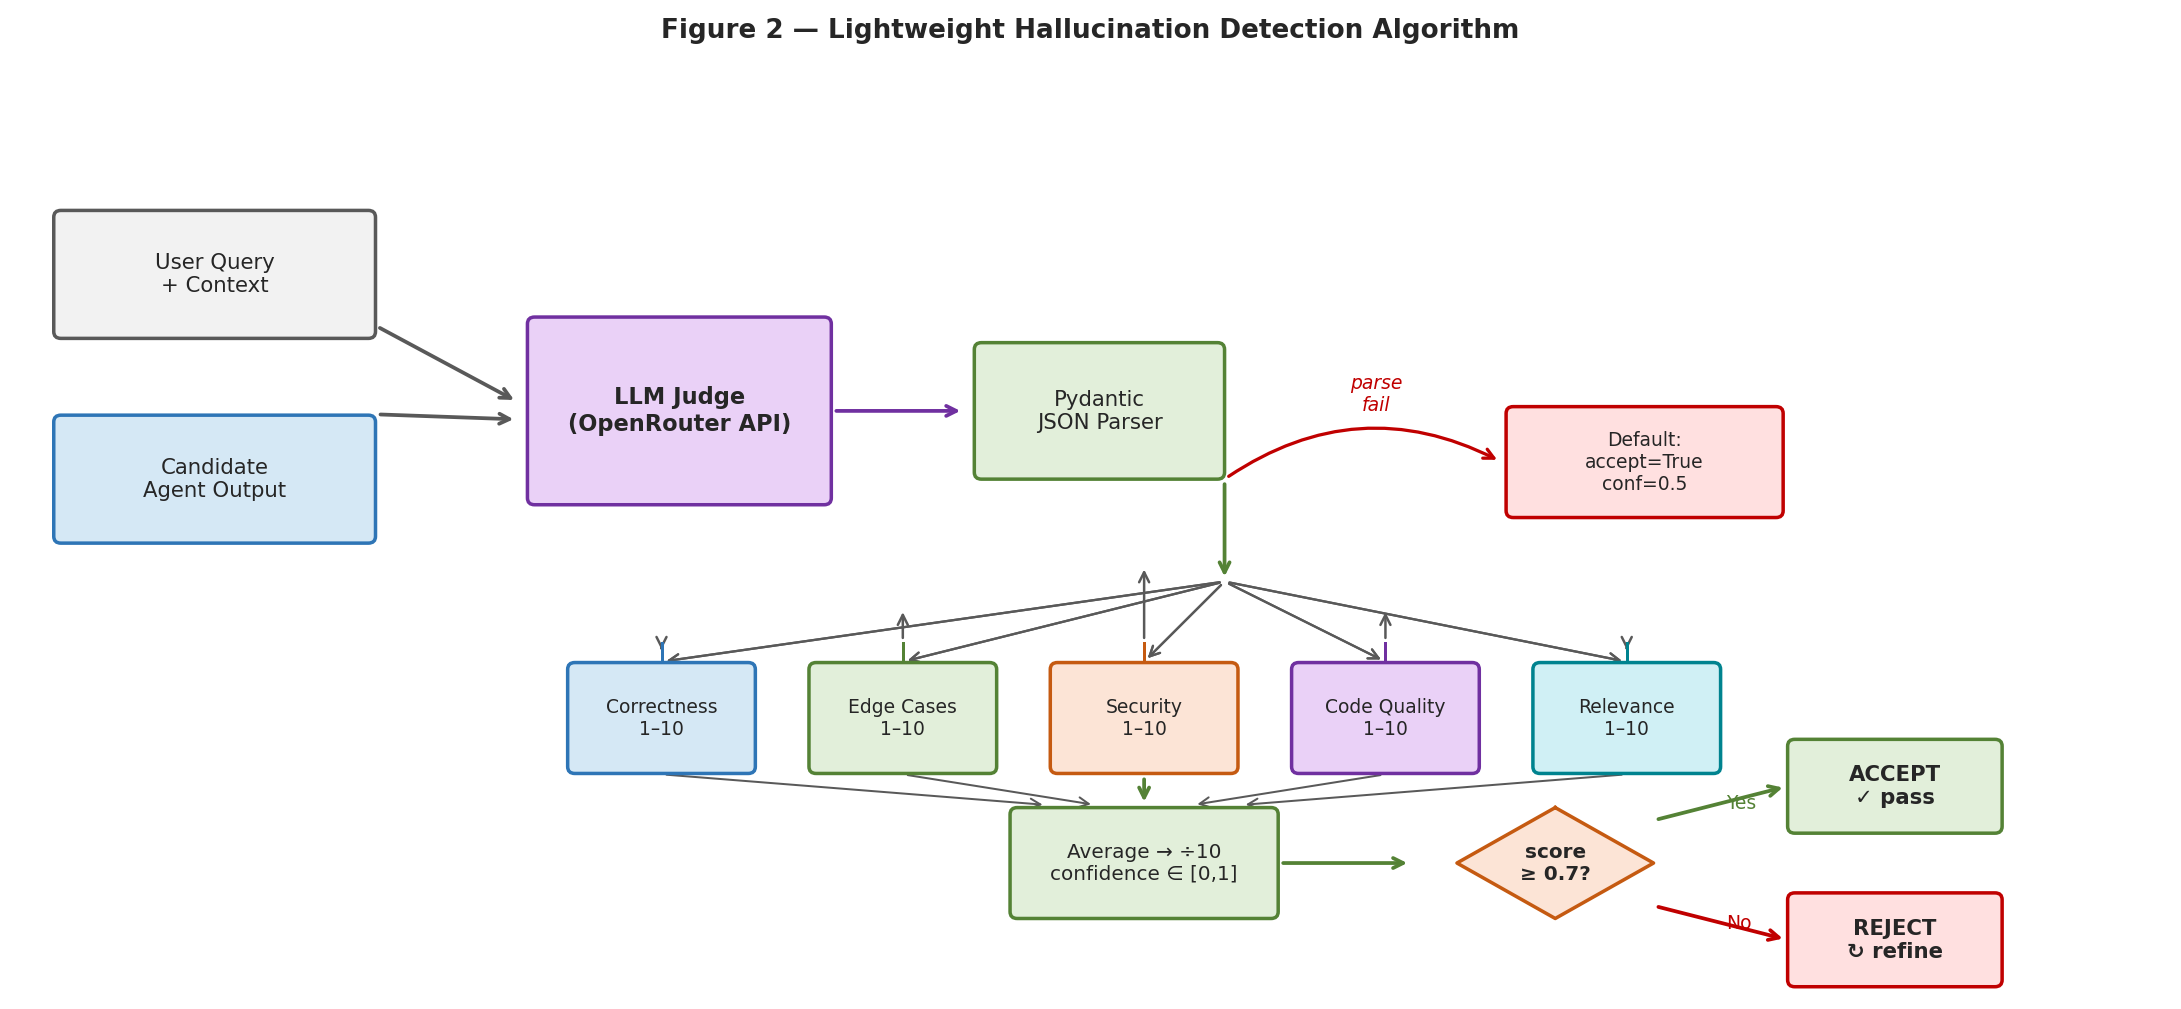 Figure 2 — Lightweight Hallucination Detection Algorithm
User Query
+ Context
Candidate
Agent Output
LLM Judge
(OpenRouter API)
Pydantic
JSON Parser
parse
fail
Default:
accept=True
conf=0.5
Correctness
1–10
Edge Cases
1–10
Security
1–10
Code Quality
1–10
Relevance
1–10
Average → ÷10
confidence ∈ [0,1]
score
≥ 0.7?
Yes
ACCEPT
✓ pass
No
REJECT
↻ refine